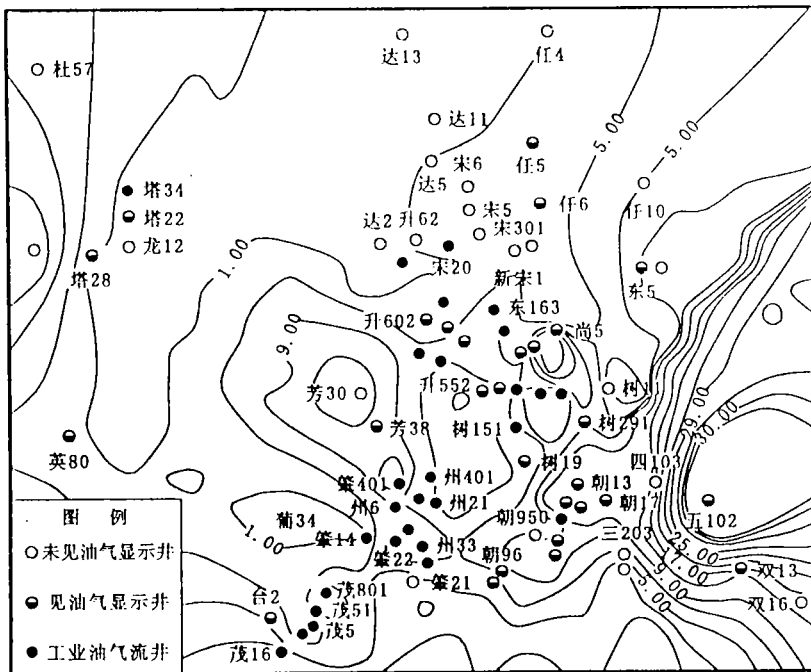 达13
任4
杜57
达11
5.00
5.00
宋6
任5
达5
塔34
塔22
宋5
任6
任10
达2
升62
宋301
龙12
塔28
1.00
宋20
新宋1
东5
东163
升602
尚5
9.00
升552
芳30
芳38
树151
树291
9.00
30.00
英80
树19
四103
肇401
州401
朝13
州6
州21
朝17
五102
图 例
葡34
朝950
1.00
肇14
州33
三203
25.00
未见油气显示井
肇22
朝96
17.00
双13
肇21
9.00
见油气显示井
茂801
5.00
双16
台2
茂51
茂5
工业油气流井
茂16